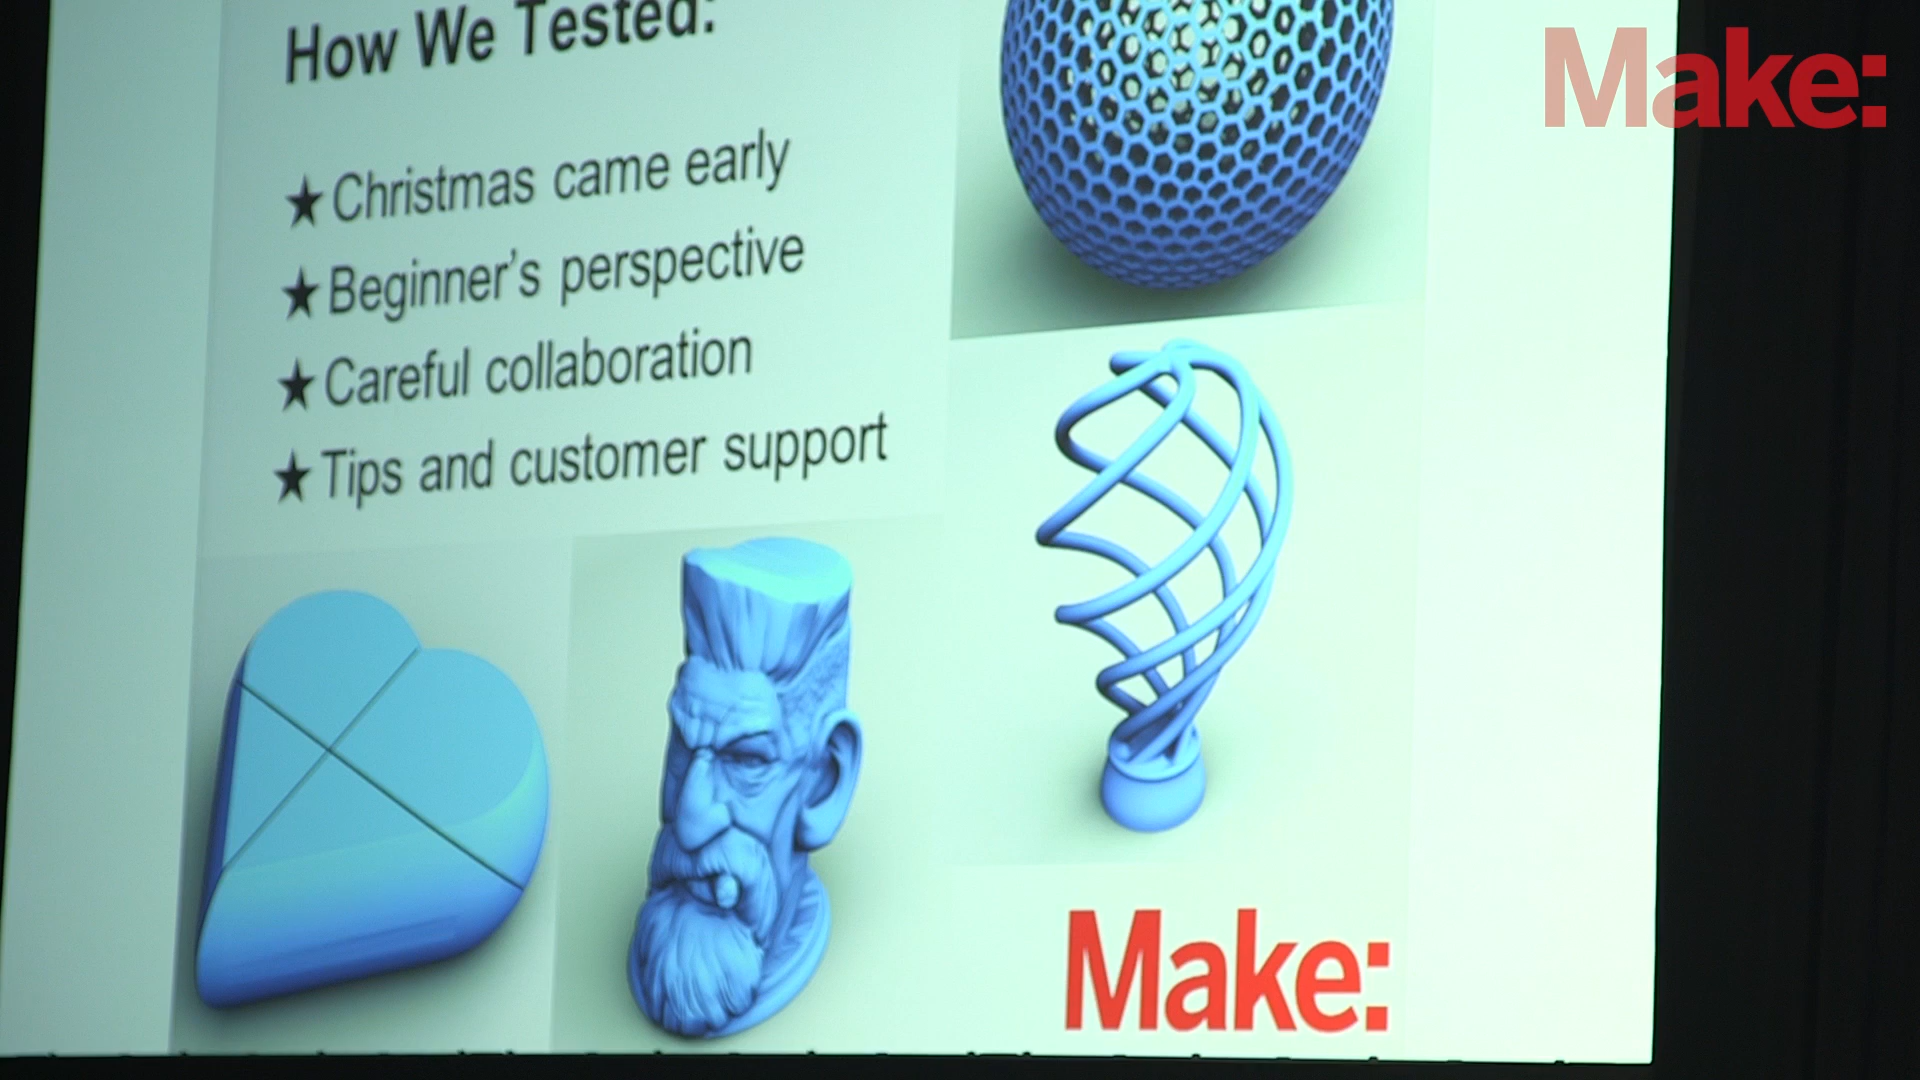 How We Tested:
Make:
★ Christmas came early
★ Beginner's perspective
★ Careful collaboration
★ Tips and customer support
Make: